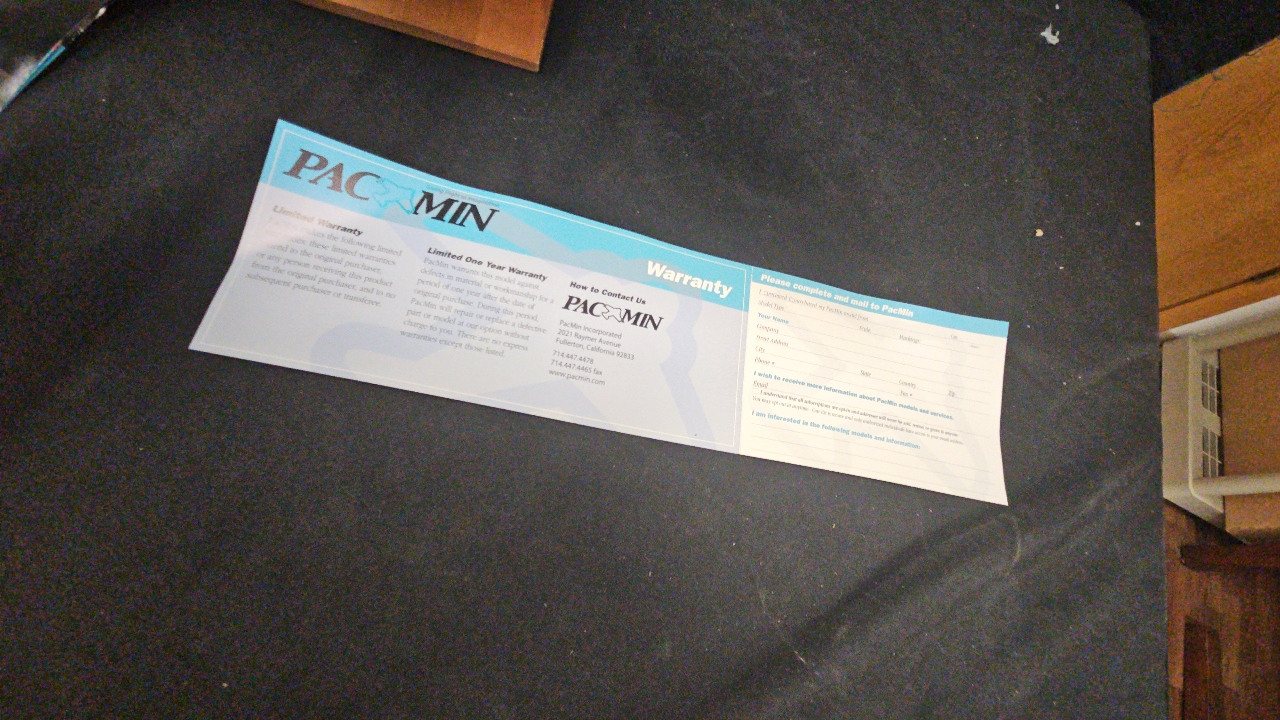 PAC MIN
Warranty
Limited Warranty
the following limited
these limited warranties
to the original purchaser,
or any person receiving this product
from the original purchaser, and to no
subsequent purchaser or transferee.
Limited One Year Warranty
PacMin warrants the model against
defects in material or workmanship for a
period of one year after the date of
original purchase. During this period,
PacMin will repair or replace a defective
part or model at our option without
charge to you. There are no express
warranties except those listed.
How to Contact Us
PAC MIN
PacMin Incorporated
2021 Raymer Avenue
Fullerton, California 92833
714.447.4478
714.447.4465 fax
www.pacmin.com
Please complete and mail to PacMin
Your Name
Company
Street Address
City
State
Country
Zip
Phone #
Fax #
I wish to receive more information about PacMin models and services.
Email
I am interested in the following models and information: